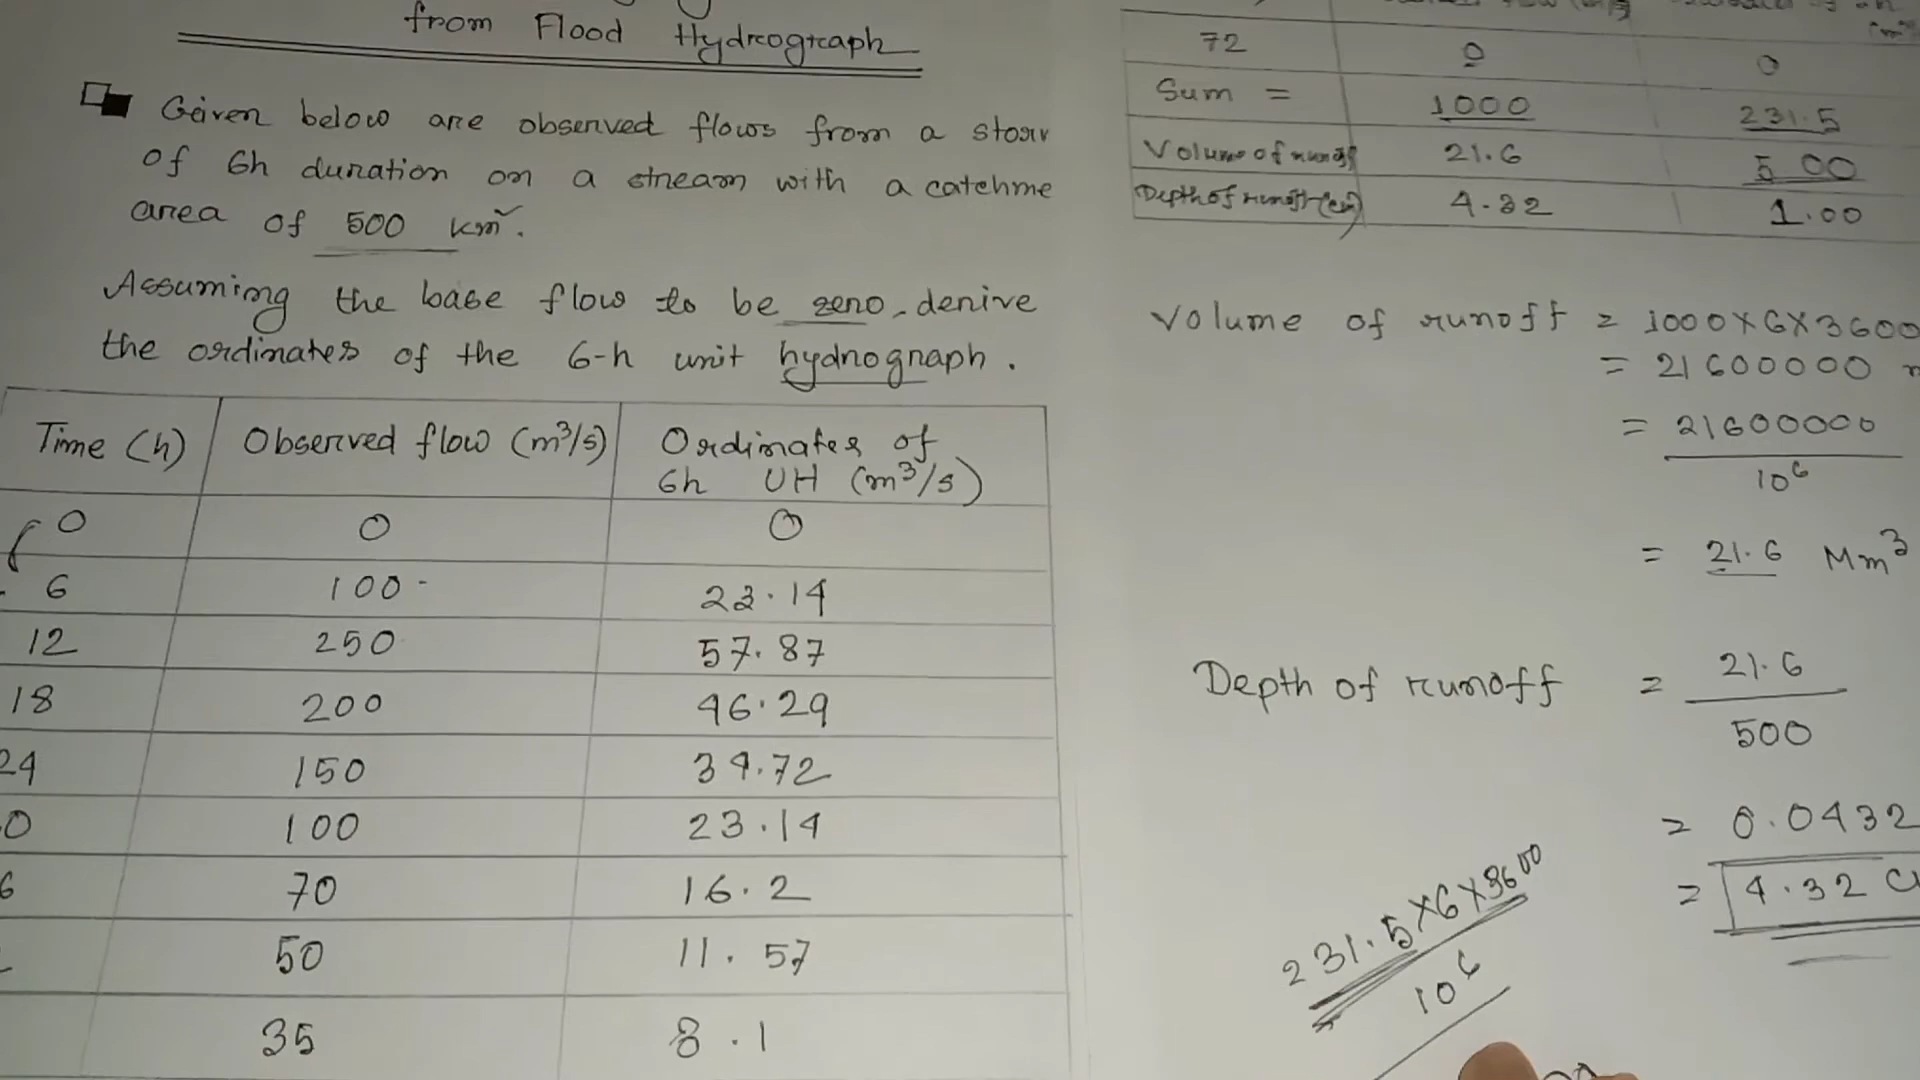 from Flood Hydrograph
Given below are observed flows from a
of 6h duration on a stream with a
area of 500 km².
Assuming the base flow to be zero, derive
the ordinates of the 6-h unit hydrograph.
Time (h) Observed flow (m³/s) Ordinates of
6h UH (m³/s)
0 0 0
6 100 23.14
12 250 57.87
18 200 46.29
24 150 34.72
0 100 23.14
6 70 16.2
50 11.57
35 8.1
72 0 0
Sum = 1000 231.5
Volume of runoff 21.6 5.00
Depth of runoff (cm) 4.32 1.00
Volume of runoff = 1000×6×3600
= 21600000
= 21600000
10⁶
= 21.6 Mm³
Depth of runoff = 21.6
500
= 0.0432
= 4.32
231.5×6×3600
10⁶